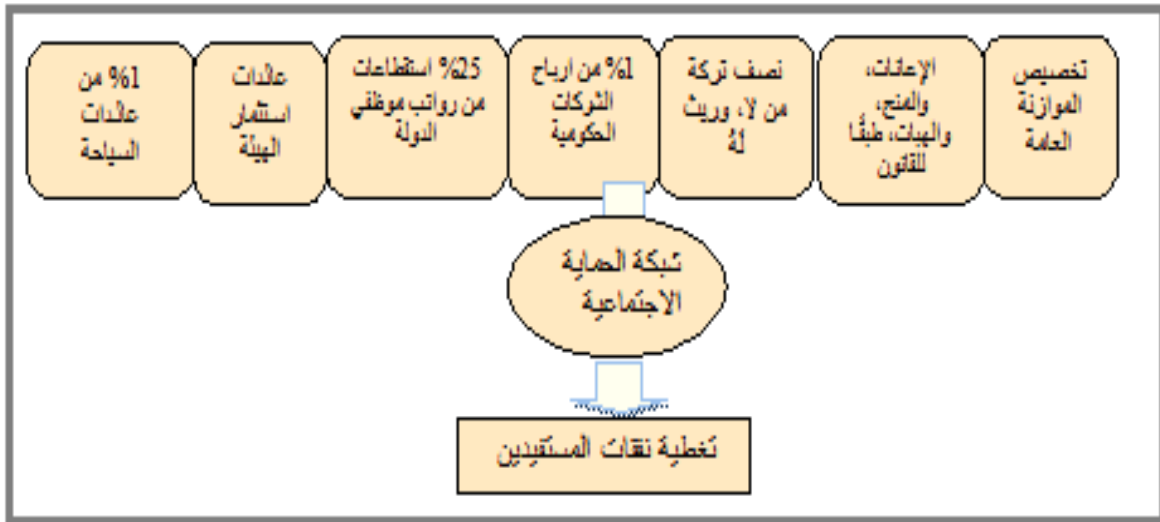 تخصيص
الموازنة
العامة
الإعانات،
والمنح،
والهبات، طبقًا
للقانون
نصف تركة
من لا، وريث
لهُ
%1 من ارباح
الشركات
الحكومية
%25 استقطاعات
من رواتب موظفي
الدولة
عائدات
استثمار
الهيئة
%1 من
عائدات
السياحة
شبكة الحماية
الاجتماعية
تغطية نفقات المستفيدين